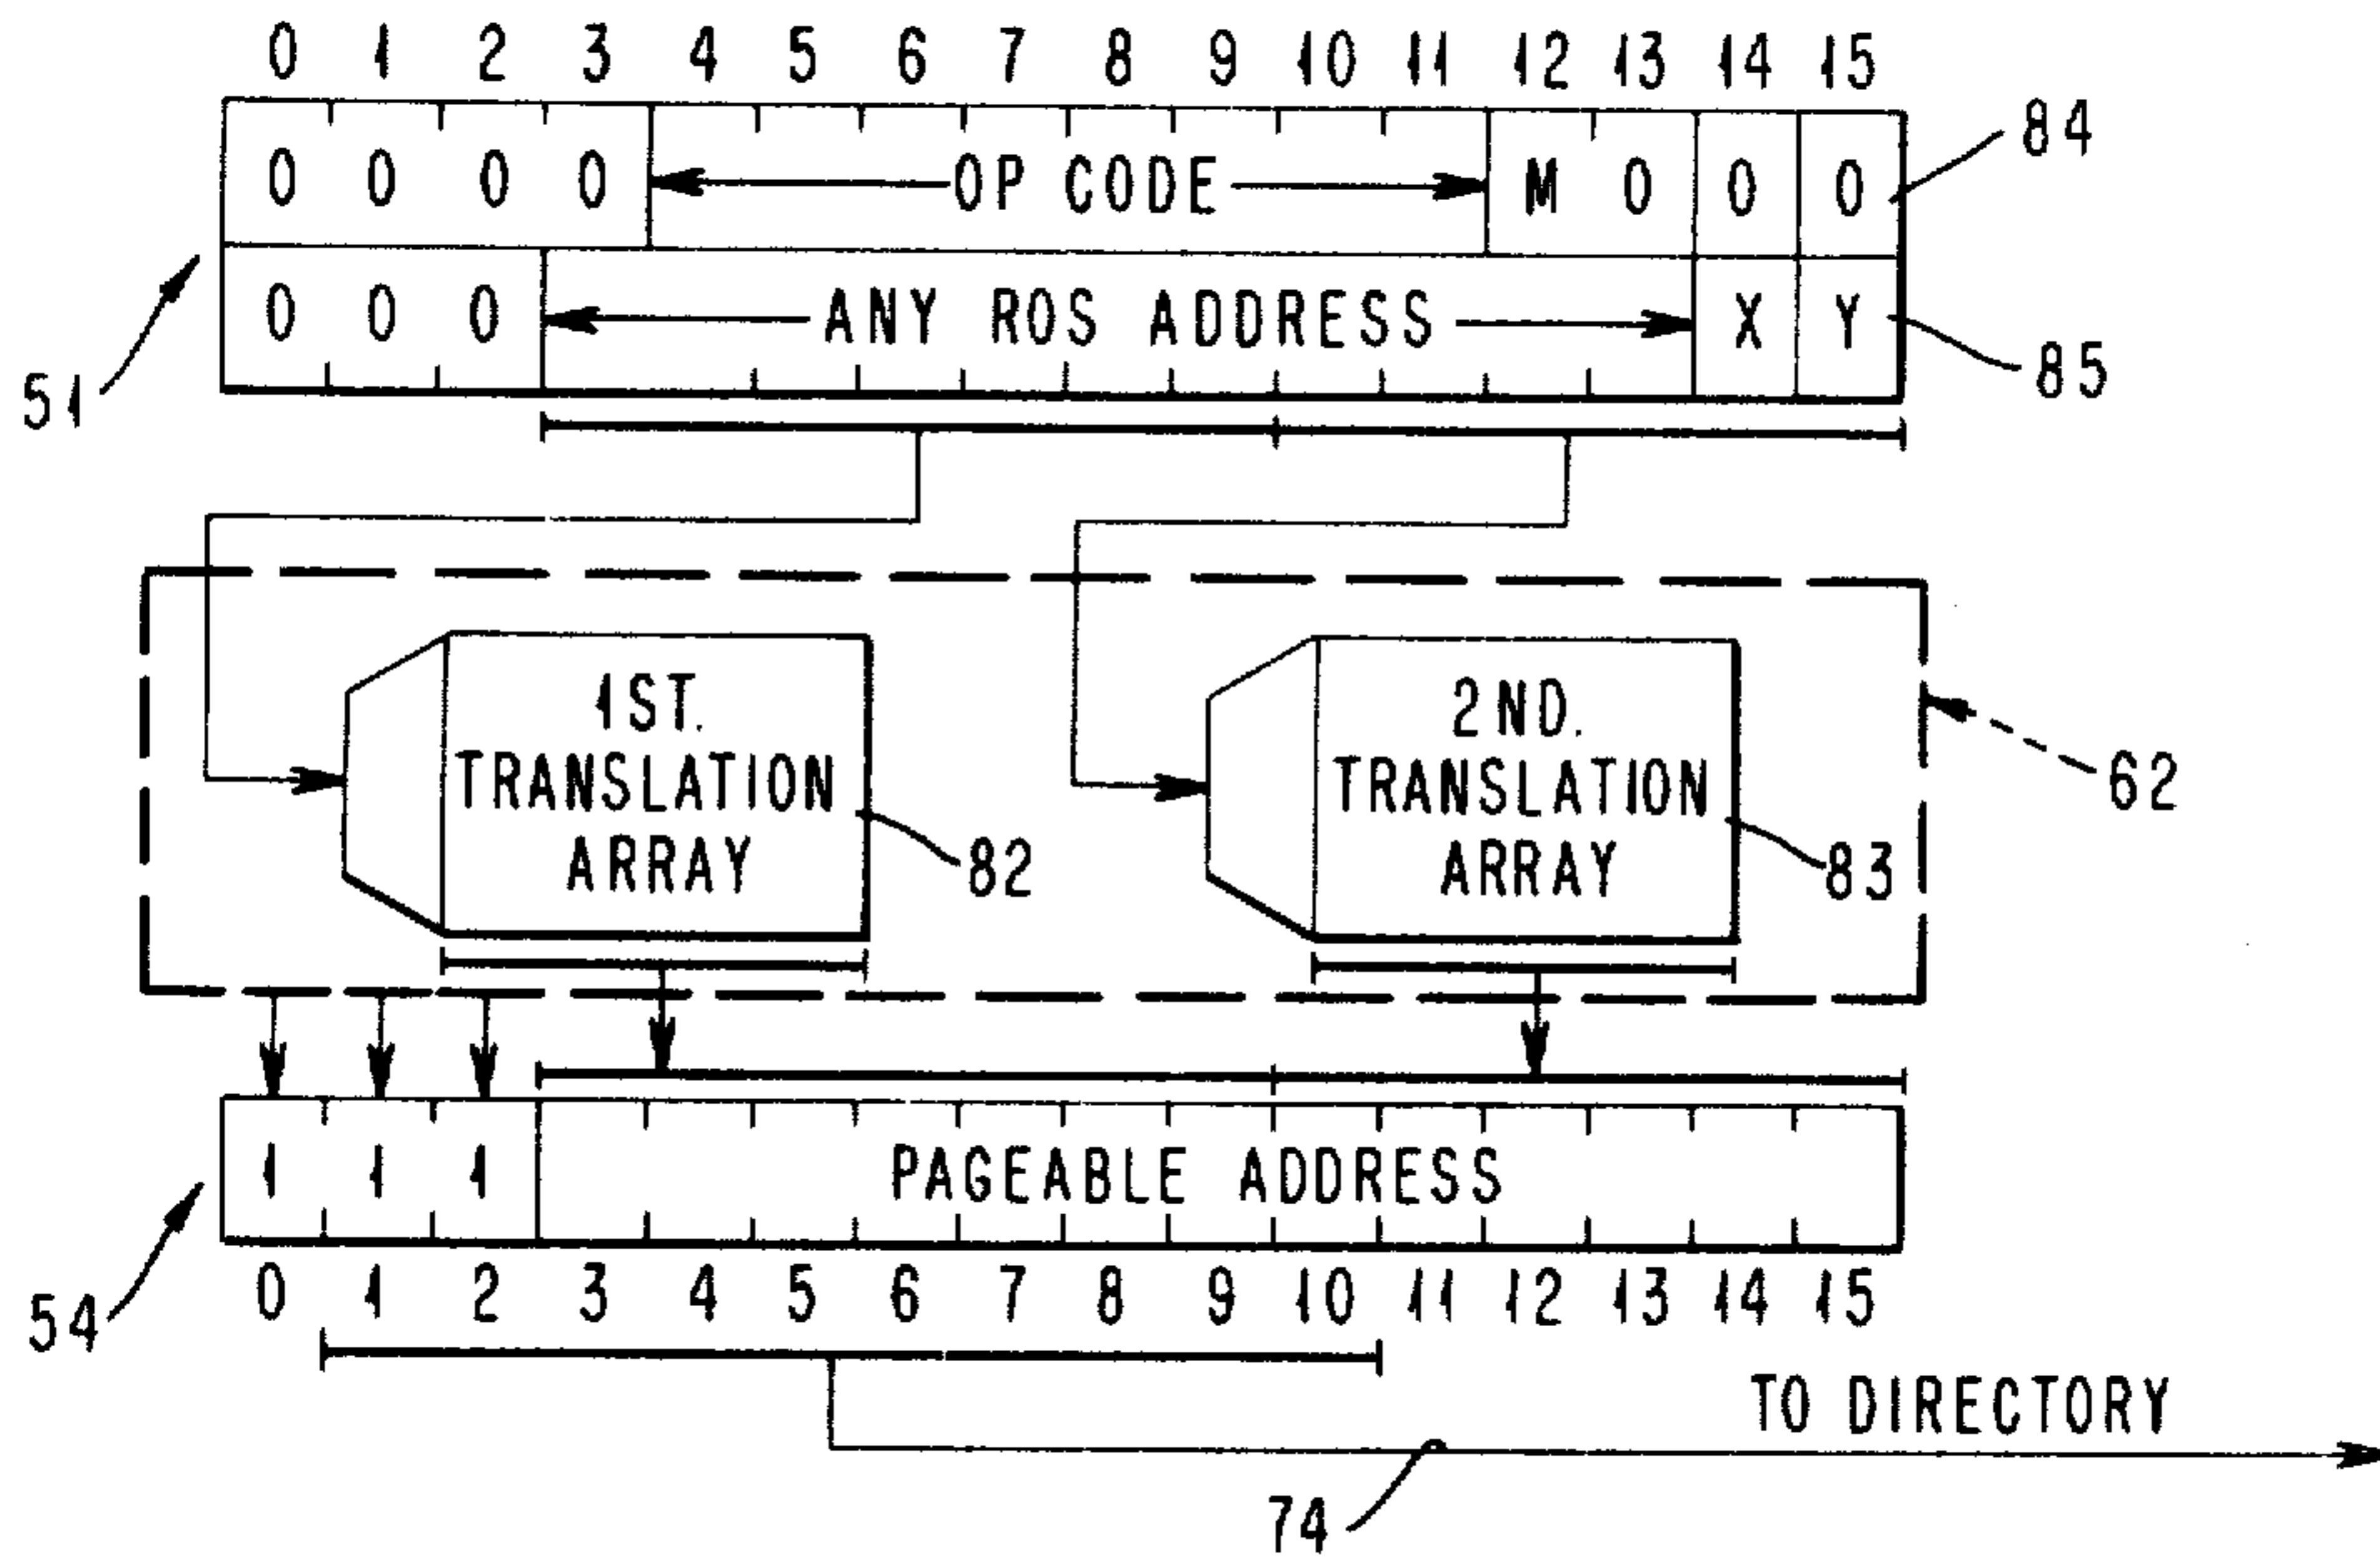 0 1 2 3 4 5 6 7 8 9 10 11 12 13 14 15
0 0 0 0 OP CODE M 0 0 0
84
0 0 0 ANY ROS ADDRESS X Y
85
51
1ST.
TRANSLATION
ARRAY
82
2ND.
TRANSLATION
ARRAY
83
62
1 1 1 PAGEABLE ADDRESS
54
0 1 2 3 4 5 6 7 8 9 10 11 12 13 14 15
TO DIRECTORY
74